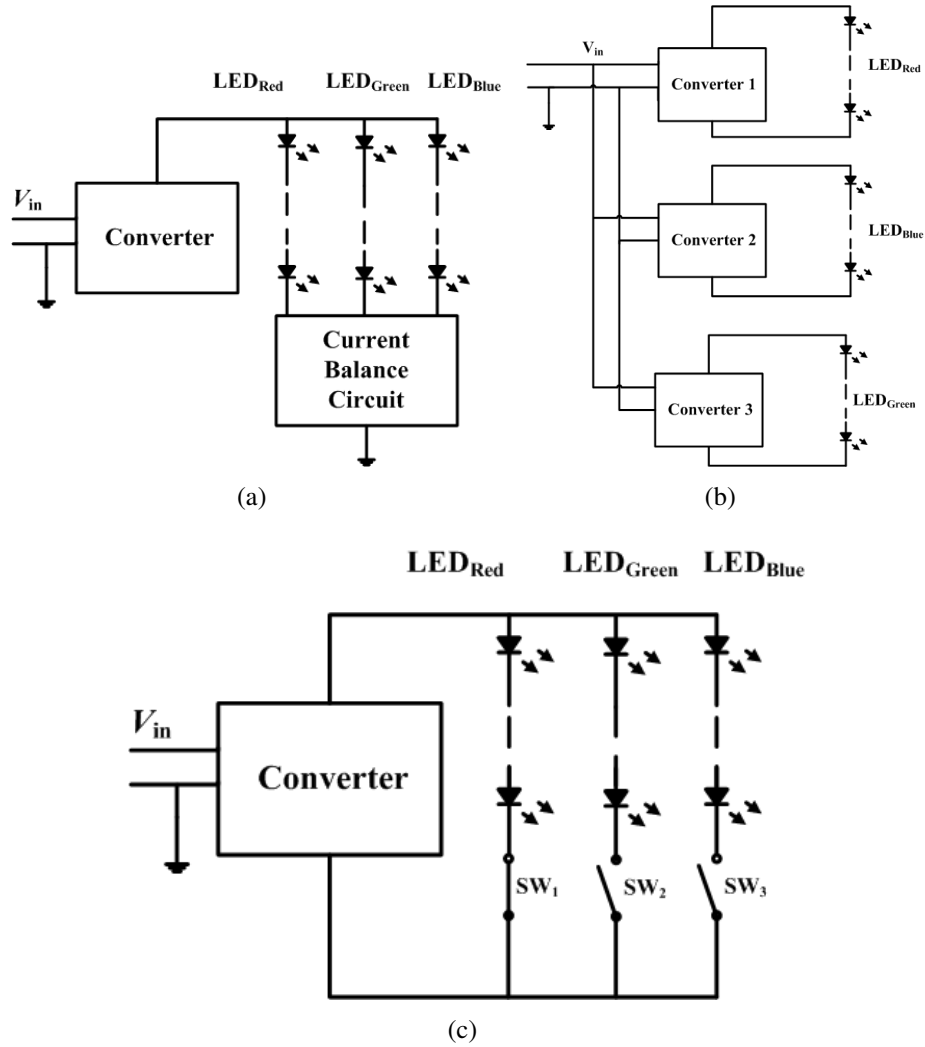 LED_Red LED_Green LED_Blue
V_in
Converter
Current
Balance
Circuit
(a)
V_in
Converter 1
LED_Red
Converter 2
LED_Blue
Converter 3
LED_Green
(b)
LED_Red LED_Green LED_Blue
V_in
Converter
SW_1 SW_2 SW_3
(c)